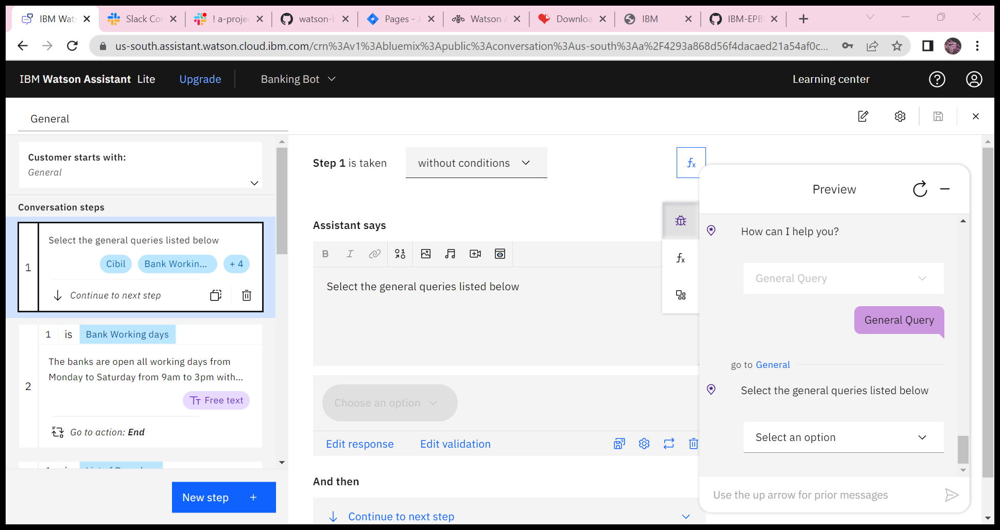 IBM Wats
Slack Co
! a-proje
watson-b
Pages - J
Watson A
Downloa
IBM
IBM-EPB
us-south.assistant.watson.cloud.ibm.com/crn%3Av1%3Abluemix%3Apublic%3Aconversation%3Aus-south%3Aa%2F4293a868d56f4dacaed21a54af0c...
IBM Watson Assistant Lite
Upgrade
Banking Bot
Learning center
General
Customer starts with:
General
Conversation steps
1
Select the general queries listed below
Cibil
Bank Workin...
+ 4
Continue to next step
2
1 is Bank Working days
The banks are open all working days from
Monday to Saturday from 9am to 3pm with...
Free text
Go to action: End
New step +
Step 1 is taken
without conditions
fx
Assistant says
B I
Select the general queries listed below
Choose an option
Edit response
Edit validation
And then
Continue to next step
fx
Preview
How can I help you?
General Query
General Query
go to General
Select the general queries listed below
Select an option
Use the up arrow for prior messages